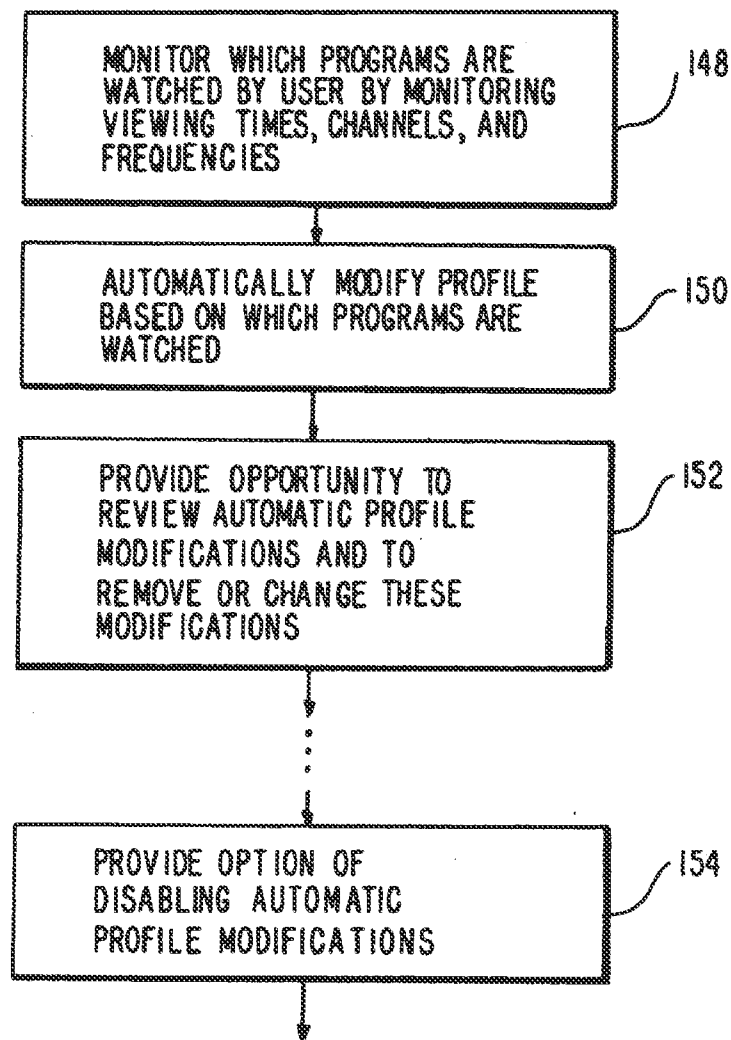 MONITOR WHICH PROGRAMS ARE
WATCHED BY USER BY MONITORING
VIEWING TIMES, CHANNELS, AND
FREQUENCIES
148
AUTOMATICALLY MODIFY PROFILE
BASED ON WHICH PROGRAMS ARE
WATCHED
150
PROVIDE OPPORTUNITY TO
REVIEW AUTOMATIC PROFILE
MODIFICATIONS AND TO
REMOVE OR CHANGE THESE
MODIFICATIONS
152
PROVIDE OPTION OF
DISABLING AUTOMATIC
PROFILE MODIFICATIONS
154